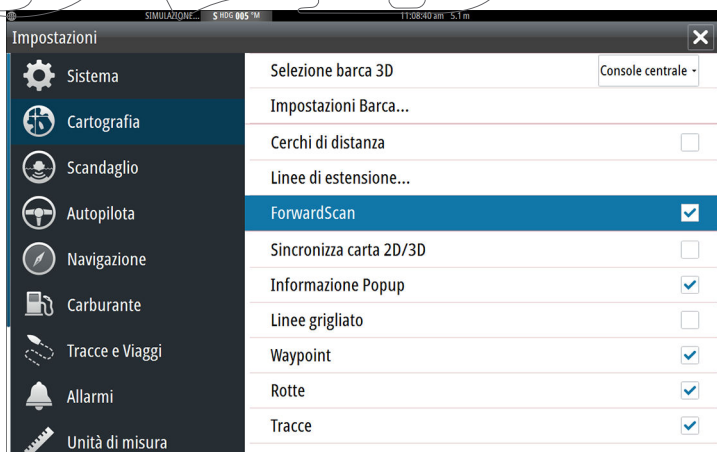 SIMULAZIONE... S HDG 005 °M 11:08:40 am 5.1 m
Impostazioni
Sistema
Cartografia
Scandaglio
Autopilota
Navigazione
Carburante
Tracce e Viaggi
Allarmi
Unità di misura
Selezione barca 3D Console centrale
Impostazioni Barca...
Cerchi di distanza
Linee di estensione...
ForwardScan
Sincronizza carta 2D/3D
Informazione Popup
Linee grigliato
Waypoint
Rotte
Tracce